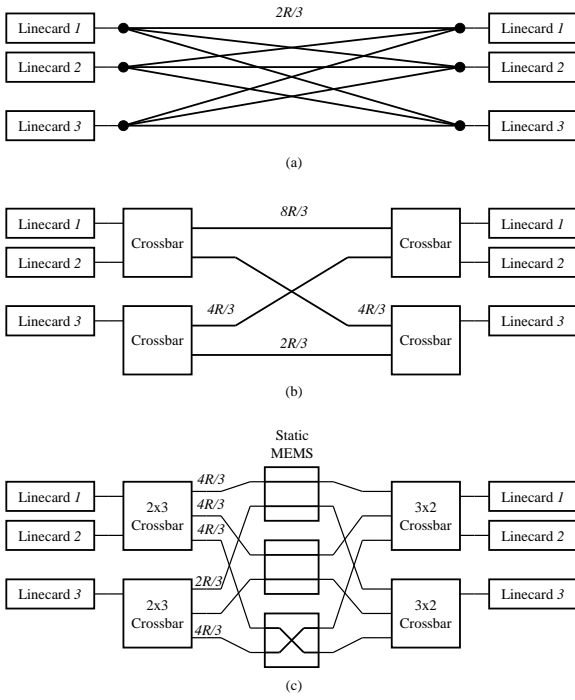 2R/3
Linecard 1
Linecard 1
Linecard 2
Linecard 2
Linecard 3
Linecard 3
(a)
8R/3
Linecard 1
Linecard 1
Crossbar
Crossbar
Linecard 2
Linecard 2
4R/3
4R/3
Linecard 3
Linecard 3
Crossbar
Crossbar
2R/3
(b)
Static
MEMS
4R/3
Linecard 1
Linecard 1
4R/3
2x3
Crossbar
3x2
Crossbar
4R/3
Linecard 2
Linecard 2
2R/3
Linecard 3
Linecard 3
2x3
Crossbar
3x2
Crossbar
4R/3
(c)